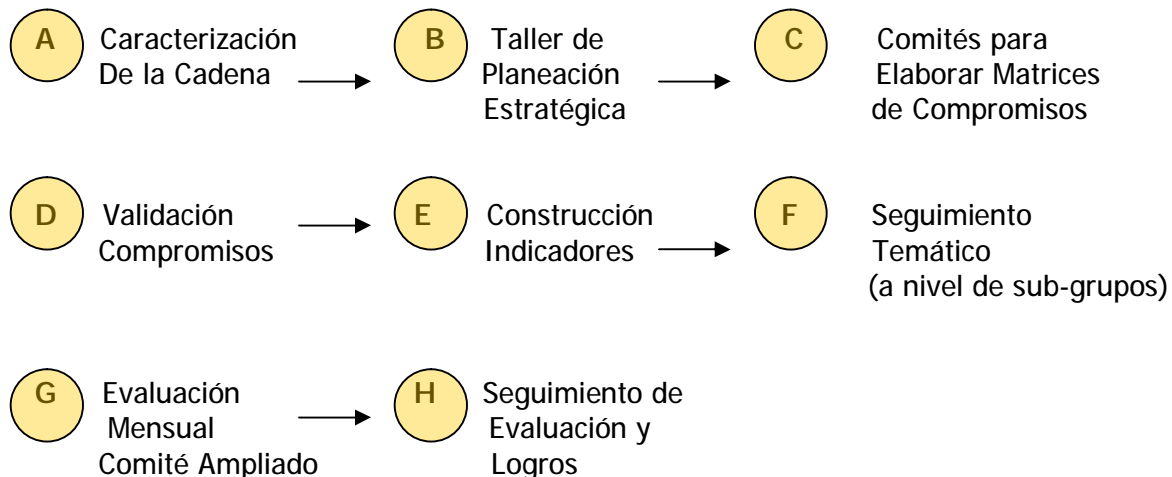 A Caracterización
De la Cadena
B Taller de
Planeación
Estratégica
C Comités para
Elaborar Matrices
de Compromisos
D Validación
Compromisos
E Construcción
Indicadores
F Seguimiento
Temático
(a nivel de sub-grupos)
G Evaluación
Mensual
Comité Ampliado
H Seguimiento de
Evaluación y
Logros